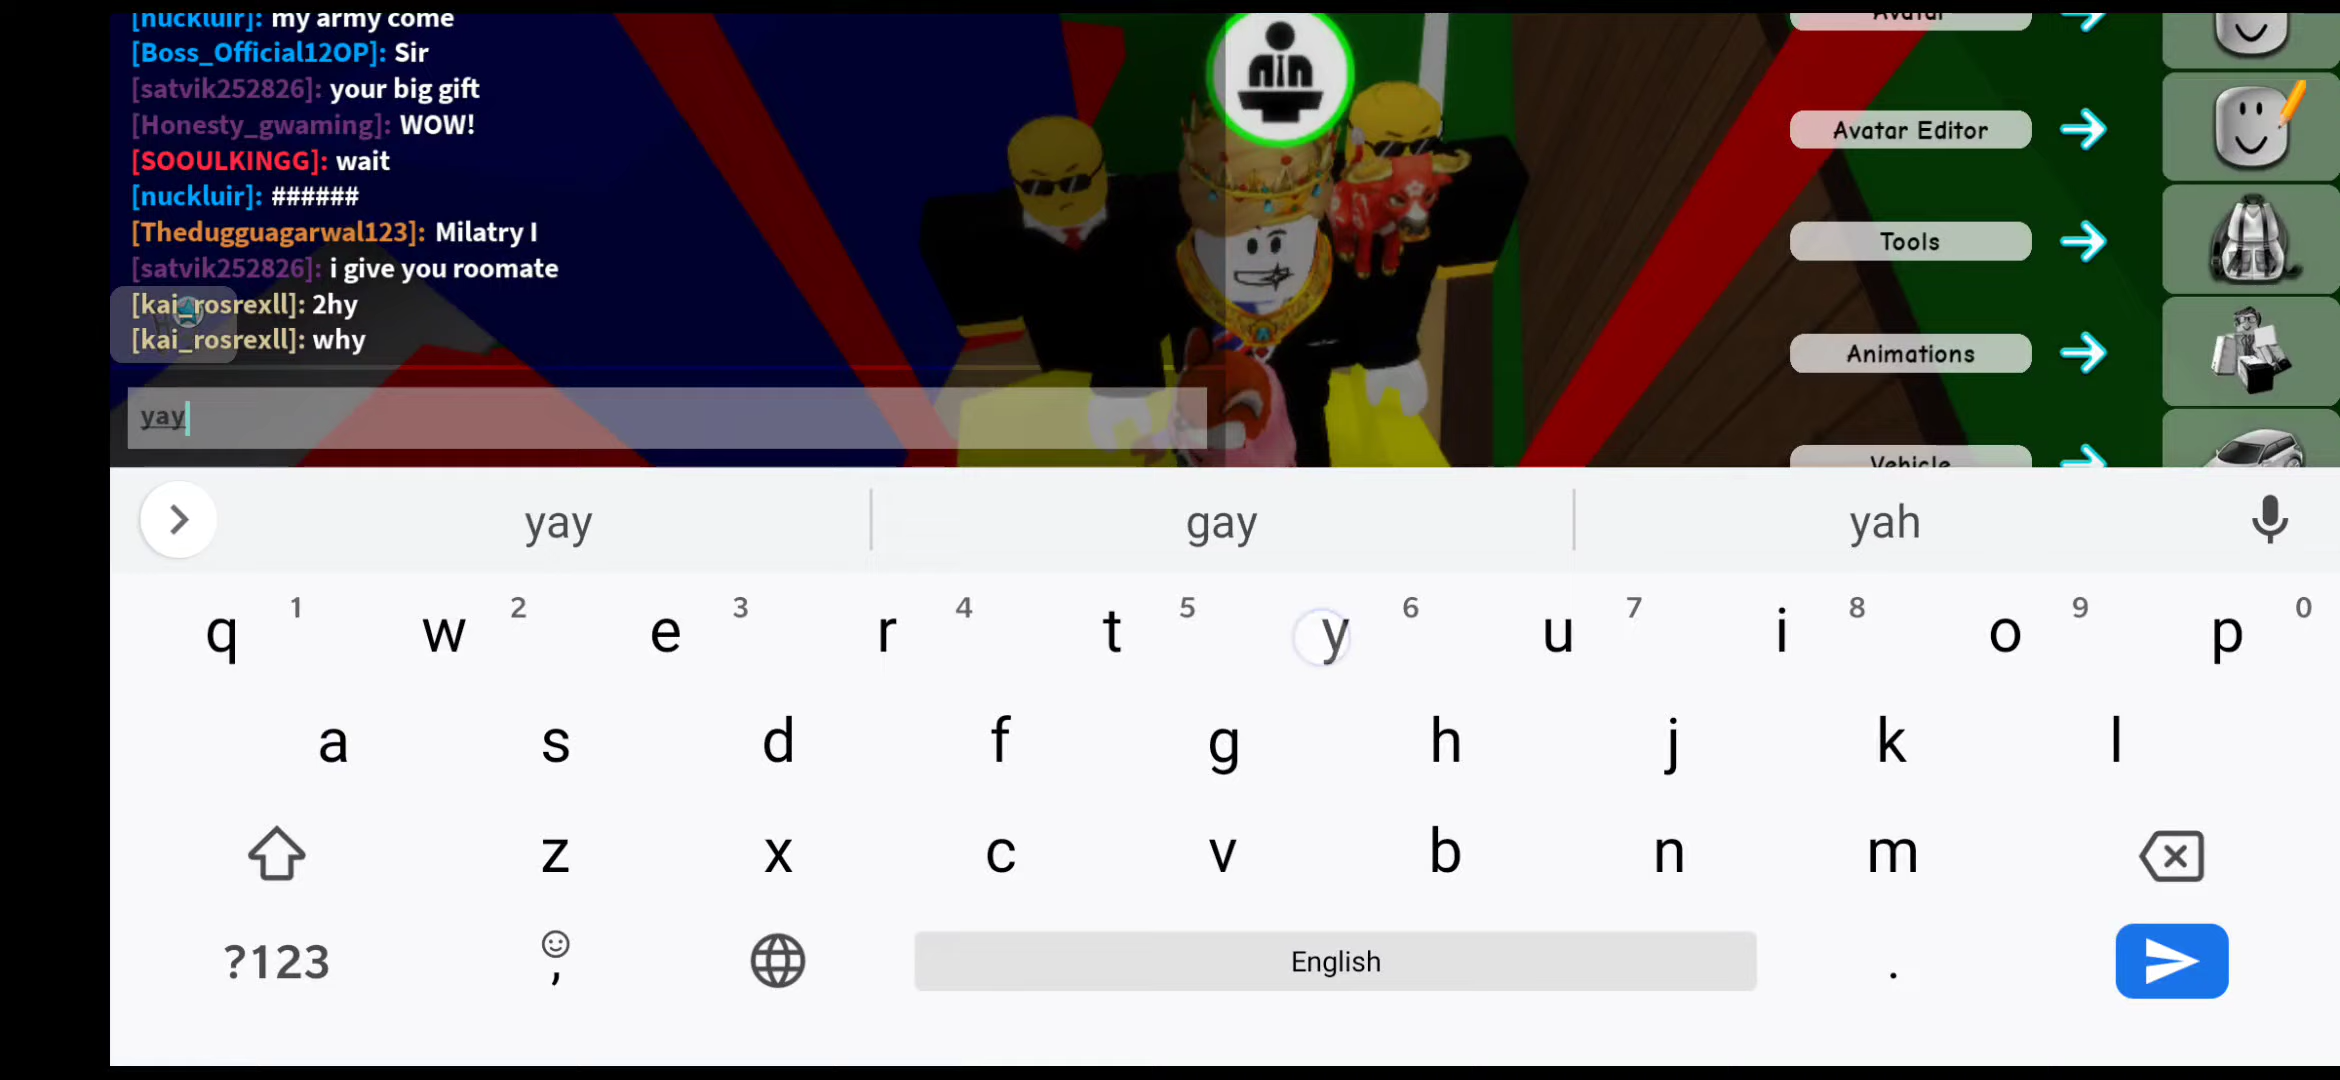 [nuckluir]: my army come
[Boss_Official12OP]: Sir
[satvik252826]: your big gift
[Honesty_gwaming]: WOW!
[SOOULKINGG]: wait
[nuckluir]: ######
[Thedugguagarwal123]: Milatry I
[satvik252826]: i give you roomate
[kai_rosrexll]: 2hy
[kai_rosrexll]: why
yay
Avatar
Avatar Editor
Tools
Animations
Vehicle
yay gay yah
q 1 w 2 e 3 r 4 t 5 y 6 u 7 i 8 o 9 p 0
a s d f g h j k l
z x c v b n m
?123 , English .